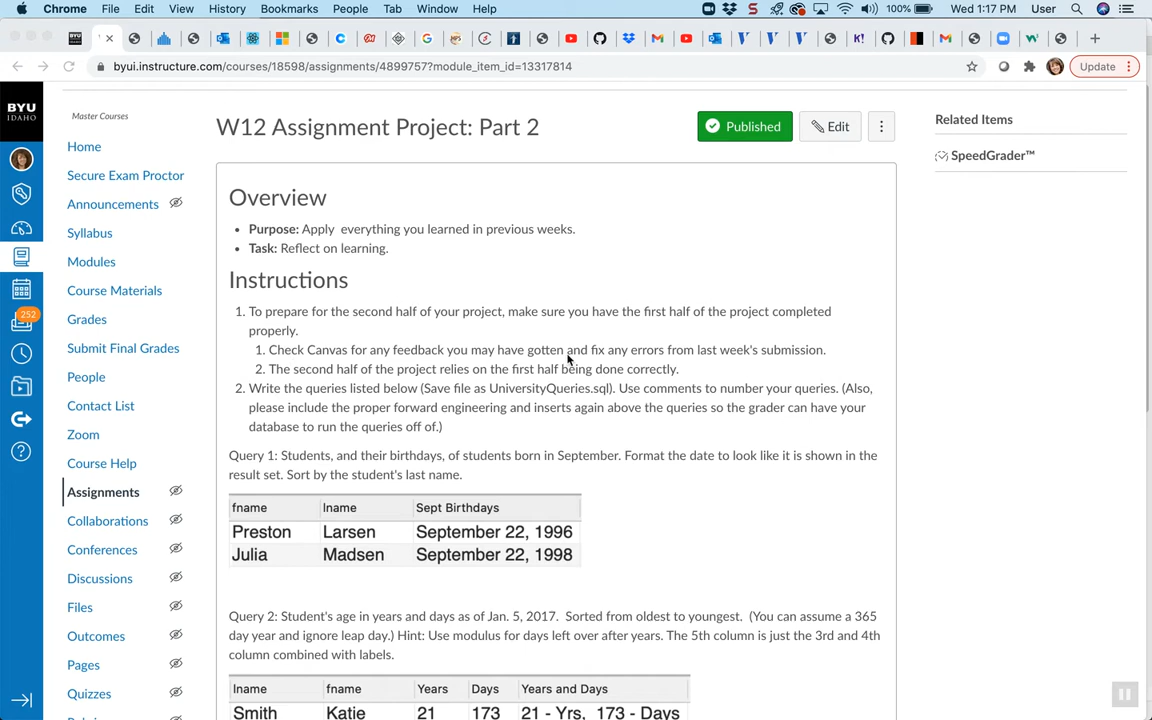 Chrome File Edit View History Bookmarks People Tab Window Help 100% Wed 1:17 PM User
byui.instructure.com/courses/18598/assignments/4899757?module_item_id=13317814 Update
BYU
IDAHO
252
Master Courses
Home
Secure Exam Proctor
Announcements
Syllabus
Modules
Course Materials
Grades
Submit Final Grades
People
Contact List
Zoom
Course Help
Assignments
Collaborations
Conferences
Discussions
Files
Outcomes
Pages
Quizzes
W12 Assignment Project: Part 2
Published Edit
Related Items
SpeedGrader™
Overview
• Purpose: Apply everything you learned in previous weeks.
• Task: Reflect on learning.
Instructions
1. To prepare for the second half of your project, make sure you have the first half of the project completed
properly.
1. Check Canvas for any feedback you may have gotten and fix any errors from last week's submission.
2. The second half of the project relies on the first half being done correctly.
2. Write the queries listed below (Save file as UniversityQueries.sql). Use comments to number your queries. (Also,
please include the proper forward engineering and inserts again above the queries so the grader can have your
database to run the queries off of.)
Query 1: Students, and their birthdays, of students born in September. Format the date to look like it is shown in the
result set. Sort by the student's last name.
fname lname Sept Birthdays
Preston Larsen September 22, 1996
Julia Madsen September 22, 1998
Query 2: Student's age in years and days as of Jan. 5, 2017. Sorted from oldest to youngest. (You can assume a 365
day year and ignore leap day.) Hint: Use modulus for days left over after years. The 5th column is just the 3rd and 4th
column combined with labels.
lname fname Years Days Years and Days
Smith Katie 21 173 21 - Yrs, 173 - Days